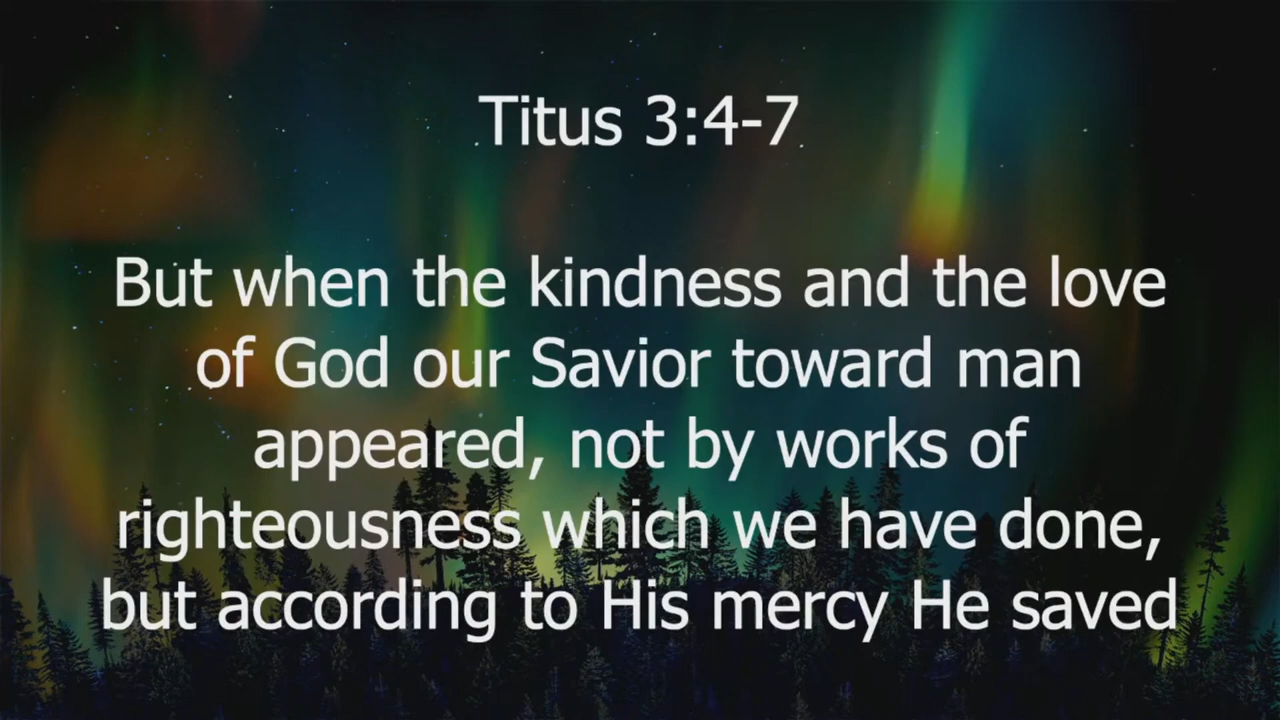 Titus 3:4-7
But when the kindness and the love
of God our Savior toward man
appeared, not by works of
righteousness which we have done,
but according to His mercy He saved